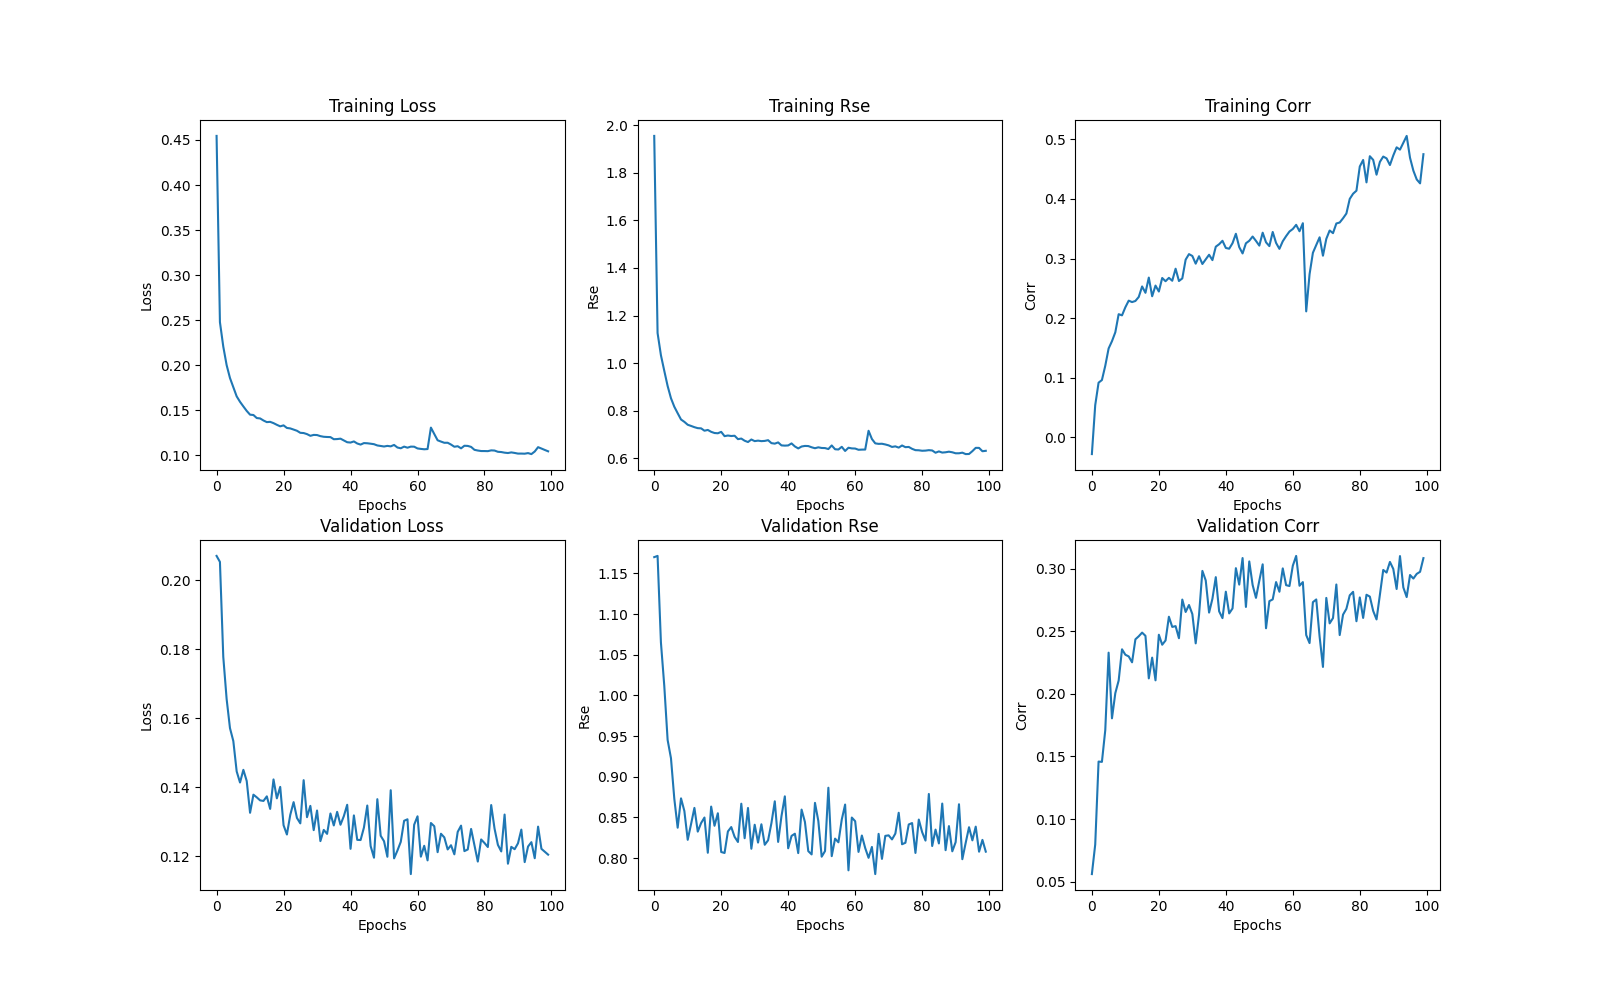 Training Loss
Training Rse
Training Corr
0.45
0.40
0.35
0.30
0.25
0.20
0.15
0.10
Loss
0 20 40 60 80 100
Epochs
2.0
1.8
1.6
1.4
1.2
1.0
0.8
0.6
Rse
0 20 40 60 80 100
Epochs
0.5
0.4
0.3
0.2
0.1
0.0
Corr
0 20 40 60 80 100
Epochs
Validation Loss
Validation Rse
Validation Corr
0.20
0.18
0.16
0.14
0.12
Loss
0 20 40 60 80 100
Epochs
1.15
1.10
1.05
1.00
0.95
0.90
0.85
0.80
Rse
0 20 40 60 80 100
Epochs
0.30
0.25
0.20
0.15
0.10
0.05
Corr
0 20 40 60 80 100
Epochs